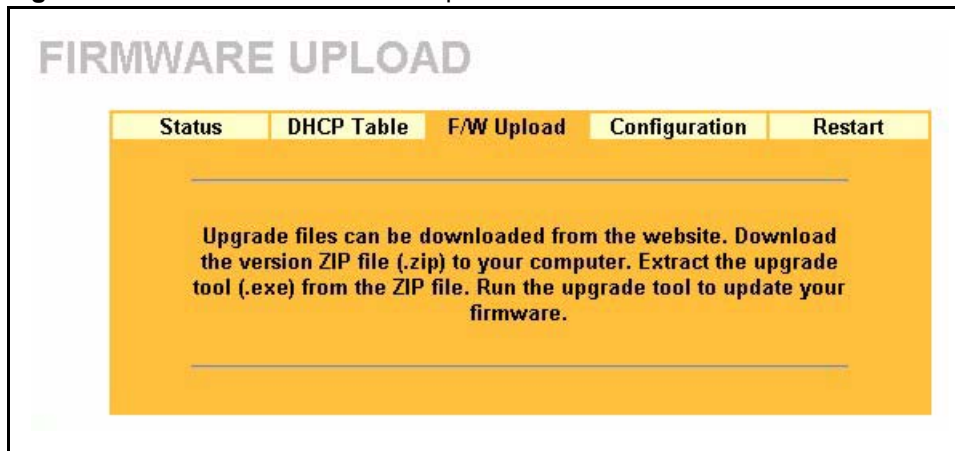 FIRMWARE UPLOAD
Status DHCP Table F/W Upload Configuration Restart
Upgrade files can be downloaded from the website. Download
the version ZIP file (.zip) to your computer. Extract the upgrade
tool (.exe) from the ZIP file. Run the upgrade tool to update your
firmware.